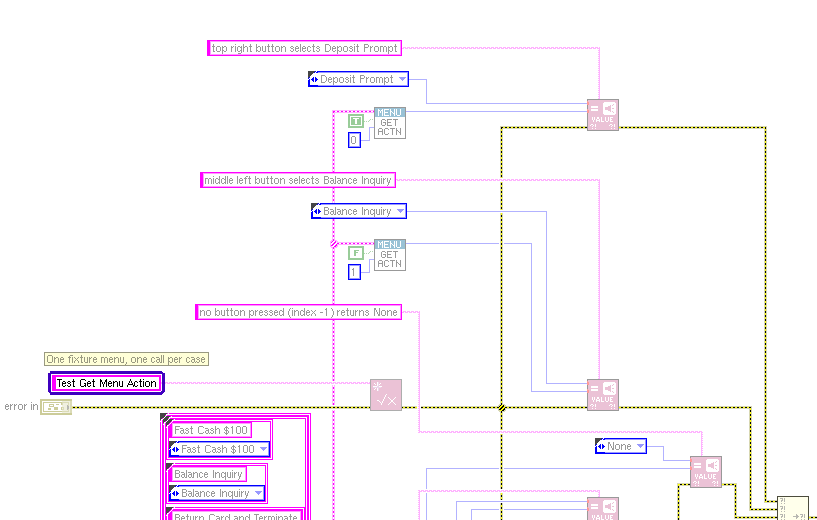 top right button selects Deposit Prompt
Deposit Prompt
MENU
GET
ACTN
T
0
=
VALUE
?!
?!
middle left button selects Balance Inquiry
Balance Inquiry
MENU
GET
ACTN
F
1
no button pressed (index -1) returns None
One fixture menu, one call per case
Test Get Menu Action
* √x
=
VALUE
?!
?!
error in
Fast Cash $100
Fast Cash $100
None
=
VALUE
?!
?!
Balance Inquiry
Balance Inquiry
=
VALUE
?!
?!
?!
→?!
Return Card and Terminate